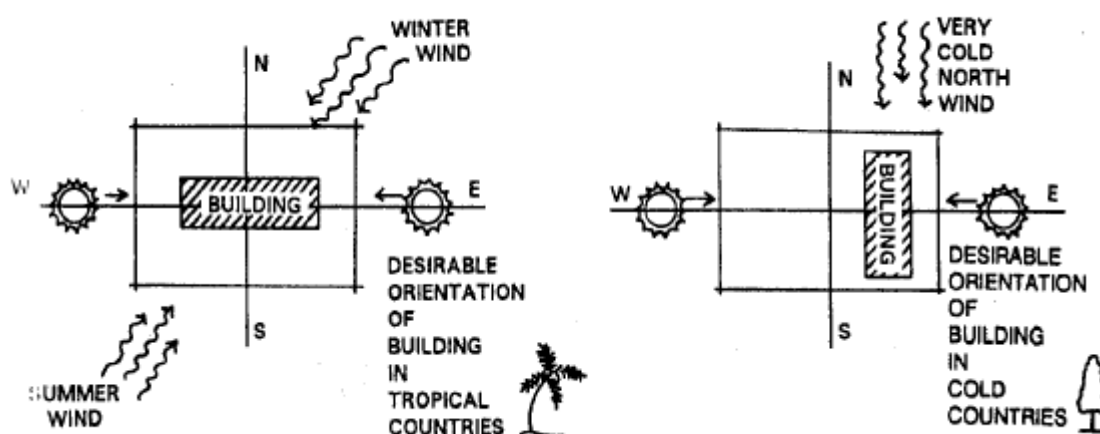 WINTER
WIND
N
W
BUILDING
E
S
SUMMER
WIND
DESIRABLE
ORIENTATION
OF
BUILDING
IN
TROPICAL
COUNTRIES
VERY
COLD
NORTH
WIND
N
W
BUILDING
E
S
DESIRABLE
ORIENTATION
OF
BUILDING
IN
COLD
COUNTRIES